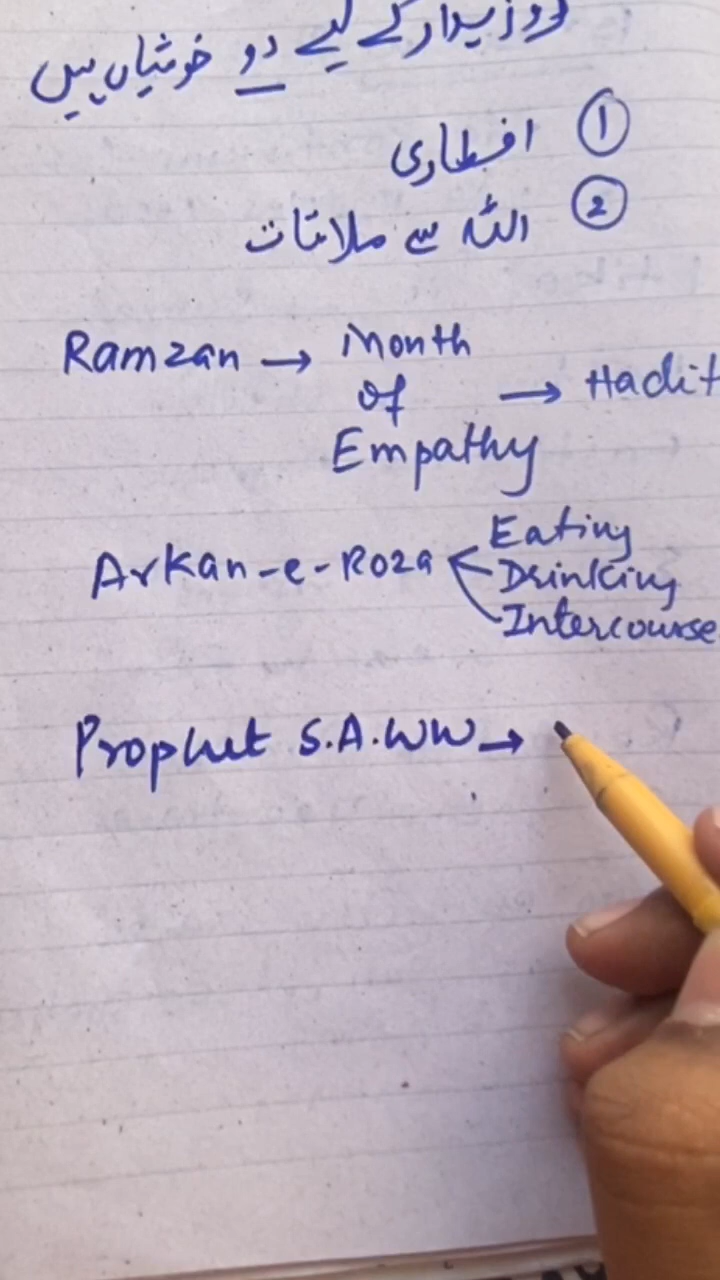 روزیدار کے لیے دو خوشیاں ہیں
① افطاری
② اللہ سے ملاقات
Ramzan → Month
of → Hadit
Empathy
Arkan-e-Roza Eating
Drinking
Intercourse
Prophet S.A.WW →